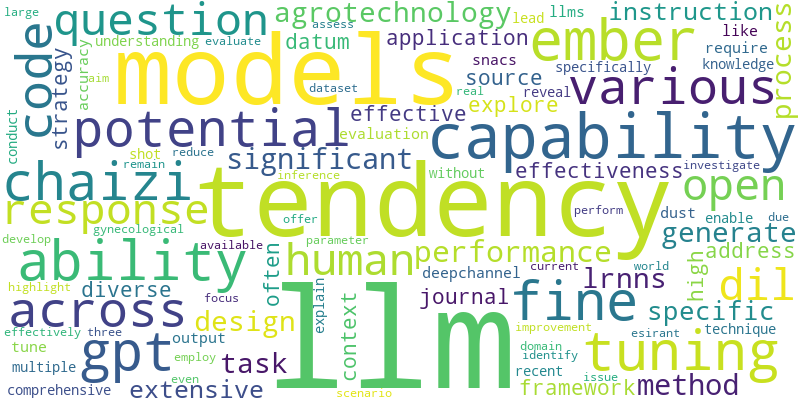 large
assess
llms
lead
instruction
question
agrotechnology
process
code
strategy
understanding
evaluate
datum
application
ember
like
require
models
snacs
specifically
knowledge
aim
accuracy
dataset
source
real
reveal
various
potential
effective
explore
conduct
evaluation
capability
shot
reduce
significant
without
effectiveness
investigate
remain
chaizi
tendency
inference
open
response
offer
perform
dust
enable
due
gynecological
parameter
generate
develop
available
human
performance
address
ability
often
highlight
deepchannel
current
world
lrnns
high
dil
diverse
focus
explain
context
journal
fine
specific
across
llm
design
effectively
three
output
improvement
esirant
technique
tune
gpt
employ
task
domain
identify
tuning
multiple
even
recent
issue
comprehensive
extensive
scenario
framework
method